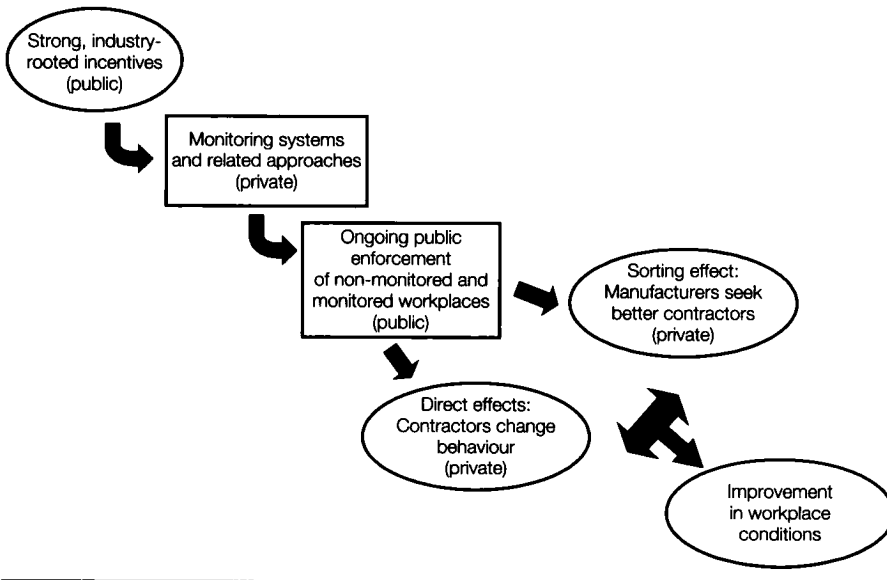 Strong, industry-
rooted incentives
(public)
Monitoring systems
and related approaches
(private)
Ongoing public
enforcement
of non-monitored and
monitored workplaces
(public)
Sorting effect:
Manufacturers seek
better contractors
(private)
Direct effects:
Contractors change
behaviour
(private)
Improvement
in workplace
conditions